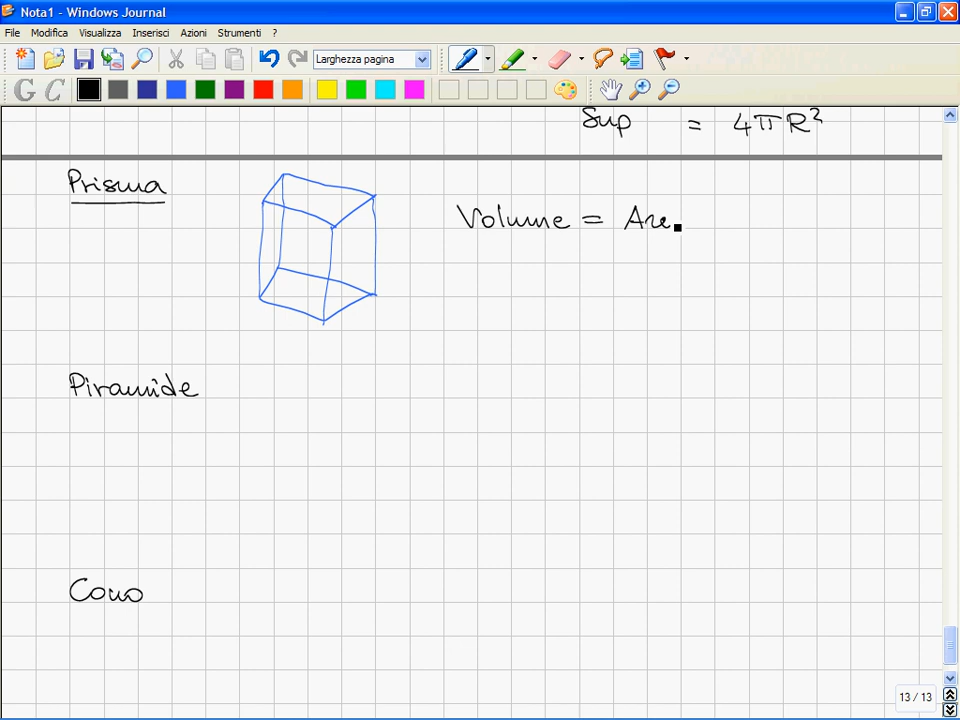 Nota1 - Windows Journal
File Modifica Visualizza Inserisci Azioni Strumenti ?
Larghezza pagina
G C
Sup = 4πR²
Prisma
Volume = Are
Piramide
Cono
13 / 13